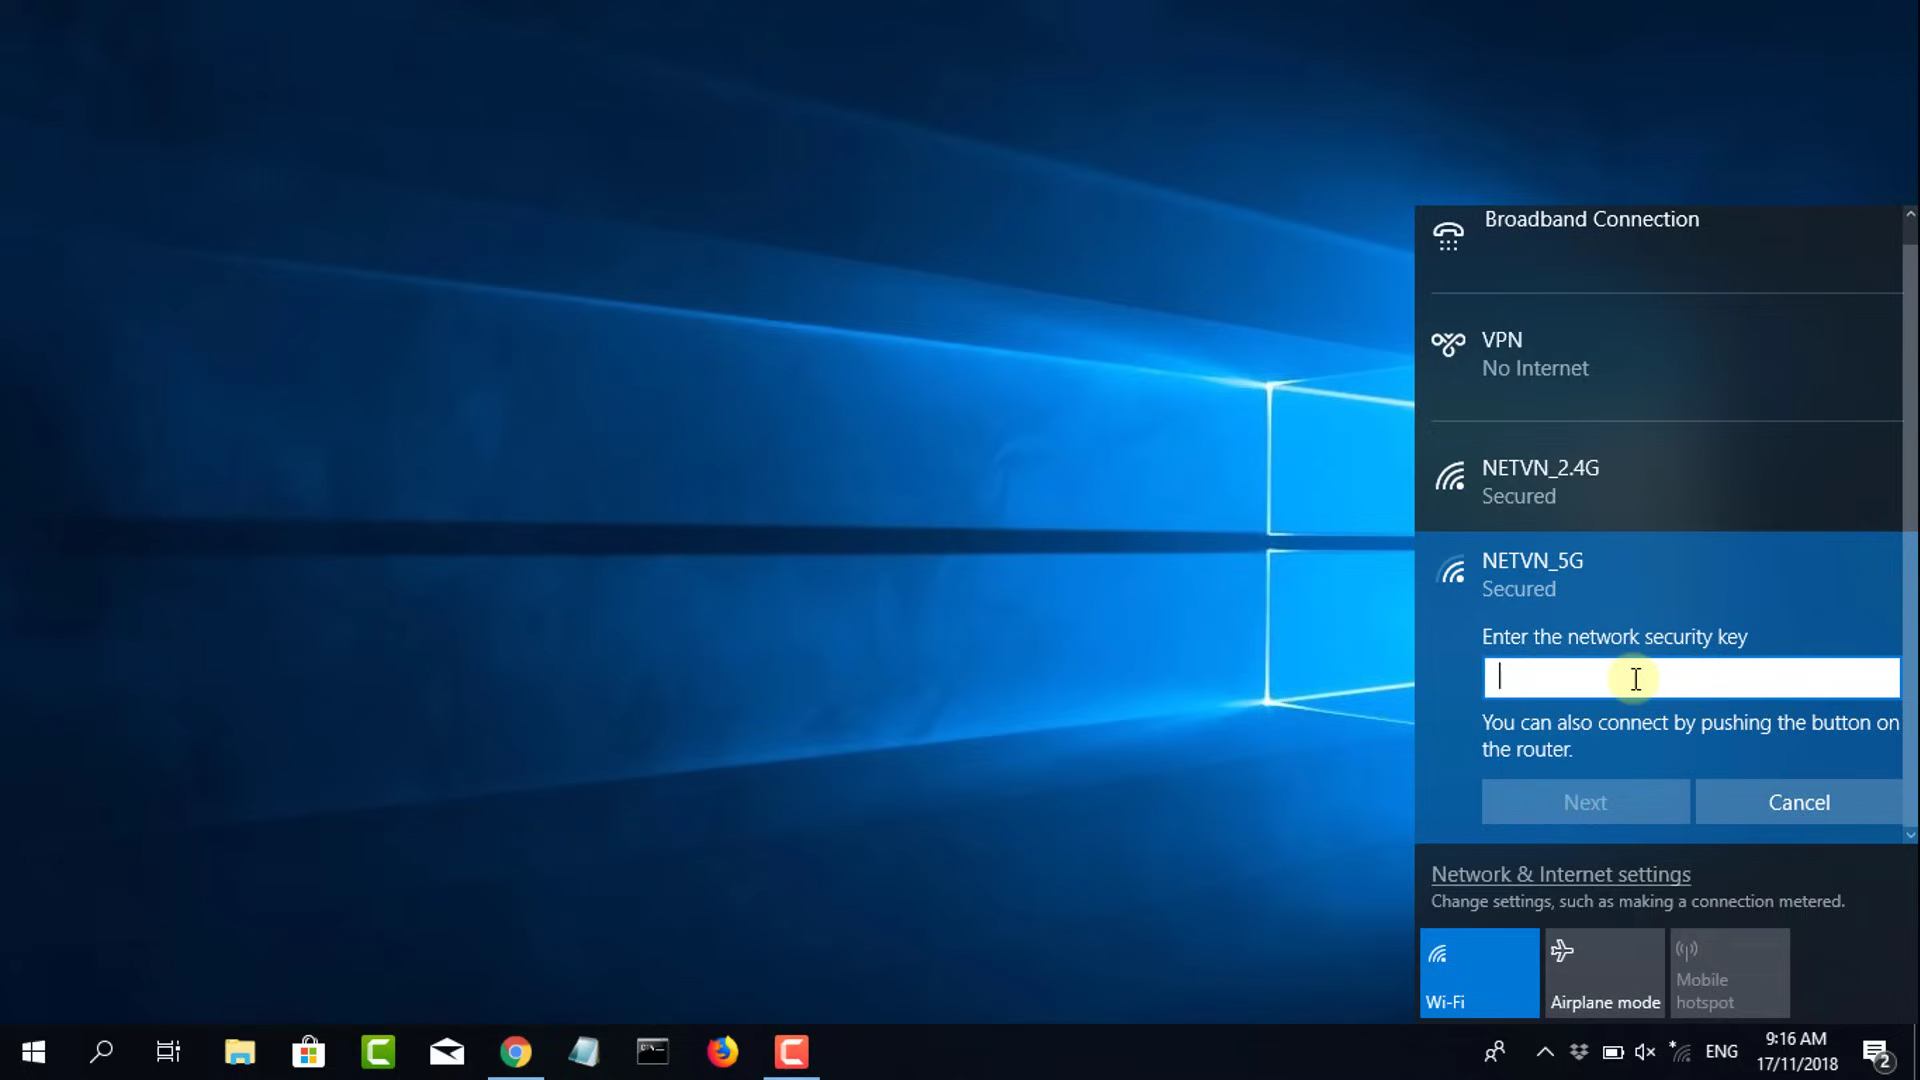 Broadband Connection
VPN
No Internet
NETVN_2.4G
Secured
NETVN_5G
Secured
Enter the network security key
You can also connect by pushing the button on
the router.
Next
Cancel
Network & Internet settings
Change settings, such as making a connection metered.
Wi-Fi
Airplane mode
Mobile
hotspot
ENG
9:16 AM
17/11/2018
2